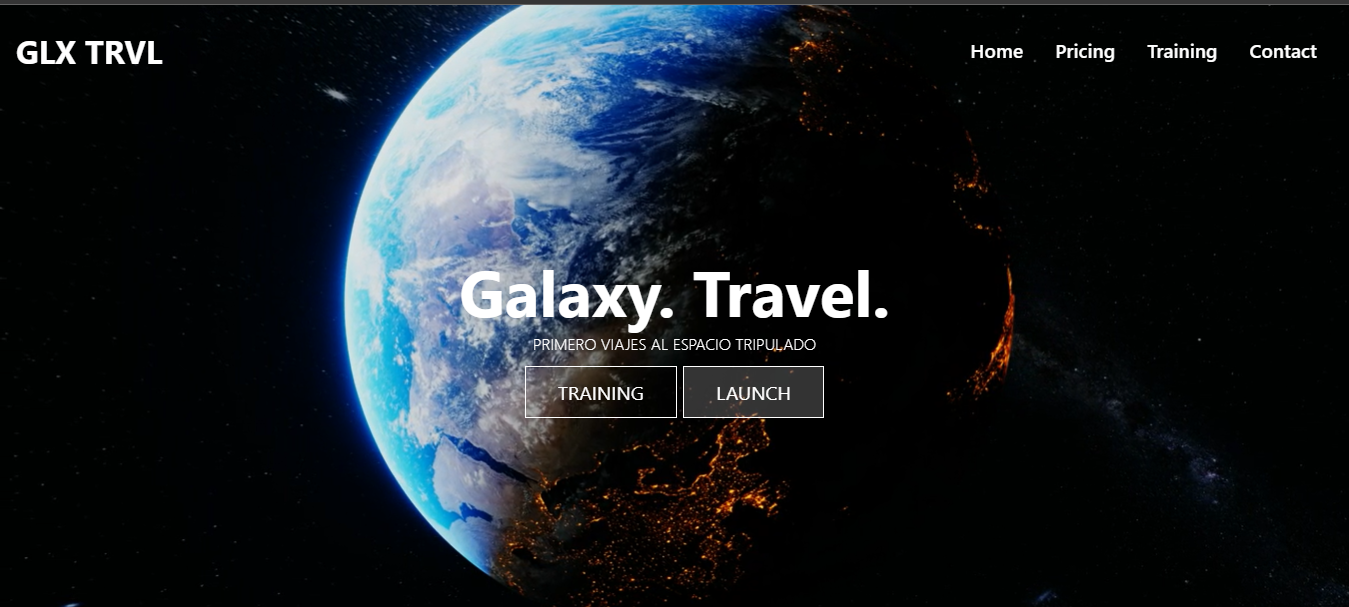 GLX TRVL
Home Pricing Training Contact
Galaxy. Travel.
PRIMERO VIAJES AL ESPACIO TRIPULADO
TRAINING LAUNCH